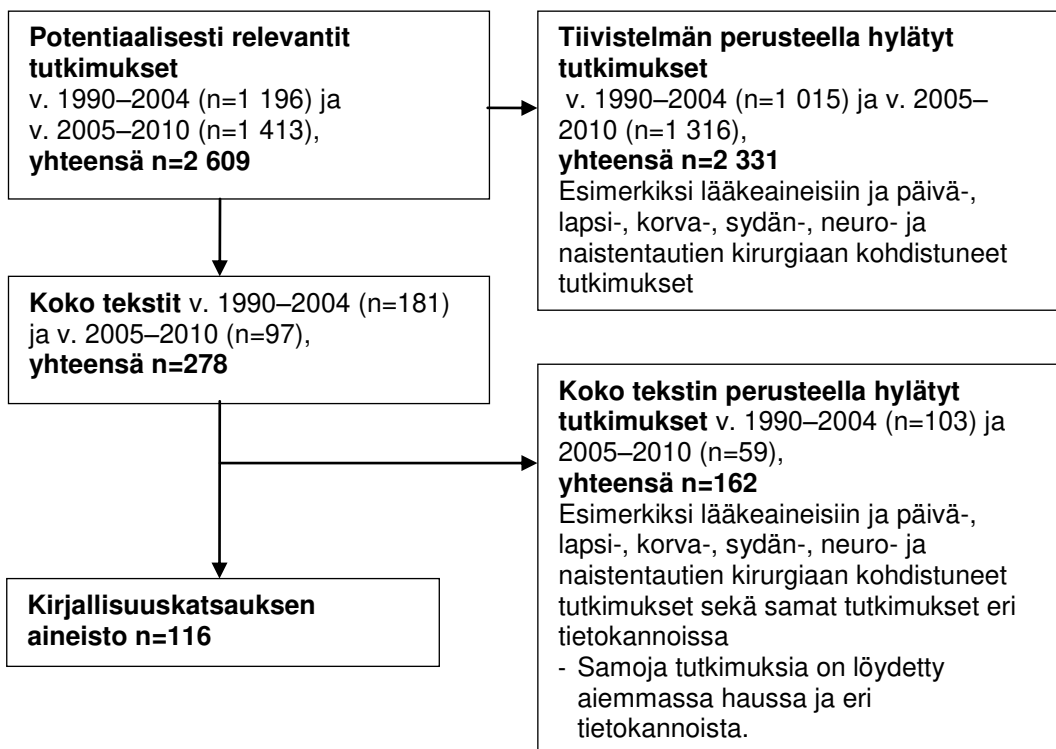 Potentiaalisesti relevantit
tutkimukset
v. 1990–2004 (n=1 196) ja
v. 2005–2010 (n=1 413),
yhteensä n=2 609
Tiivistelmän perusteella hylätyt
tutkimukset
v. 1990–2004 (n=1 015) ja v. 2005–
2010 (n=1 316),
yhteensä n=2 331
Esimerkiksi lääkeaineisiin ja päivä-,
lapsi-, korva-, sydän-, neuro- ja
naistentautien kirurgiaan kohdistuneet
tutkimukset
Koko tekstit v. 1990–2004 (n=181)
ja v. 2005–2010 (n=97),
yhteensä n=278
Koko tekstin perusteella hylätyt
tutkimukset v. 1990–2004 (n=103) ja
2005–2010 (n=59),
yhteensä n=162
Esimerkiksi lääkeaineisiin ja päivä-,
lapsi-, korva-, sydän-, neuro- ja
naistentautien kirurgiaan kohdistuneet
tutkimukset sekä samat tutkimukset eri
tietokannoissa
- Samoja tutkimuksia on löydetty
aiemmassa haussa ja eri
tietokannoista.
Kirjallisuuskatsauksen
aineisto n=116